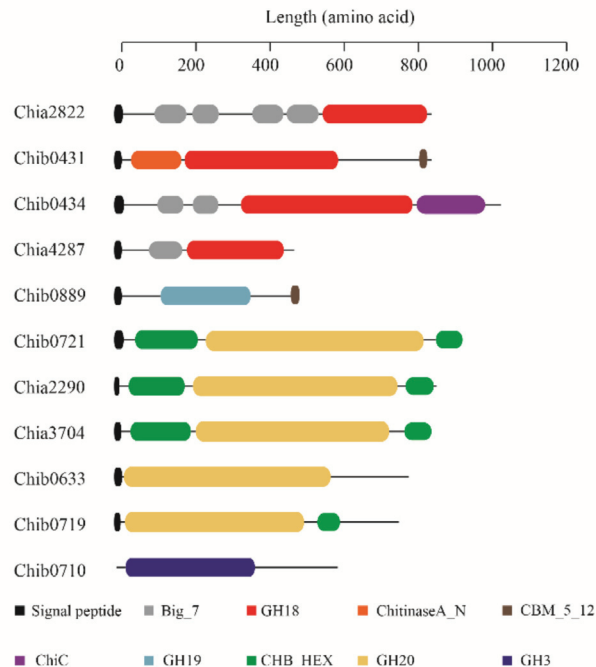 Length (amino acid)
0 200 400 600 800 1000 1200
Chia2822
Chib0431
Chib0434
Chia4287
Chib0889
Chib0721
Chia2290
Chia3704
Chib0633
Chib0719
Chib0710
Signal peptide Big_7 GH18 ChitinaseA_N CBM_5_12
ChiC GH19 CHB_HEX GH20 GH3